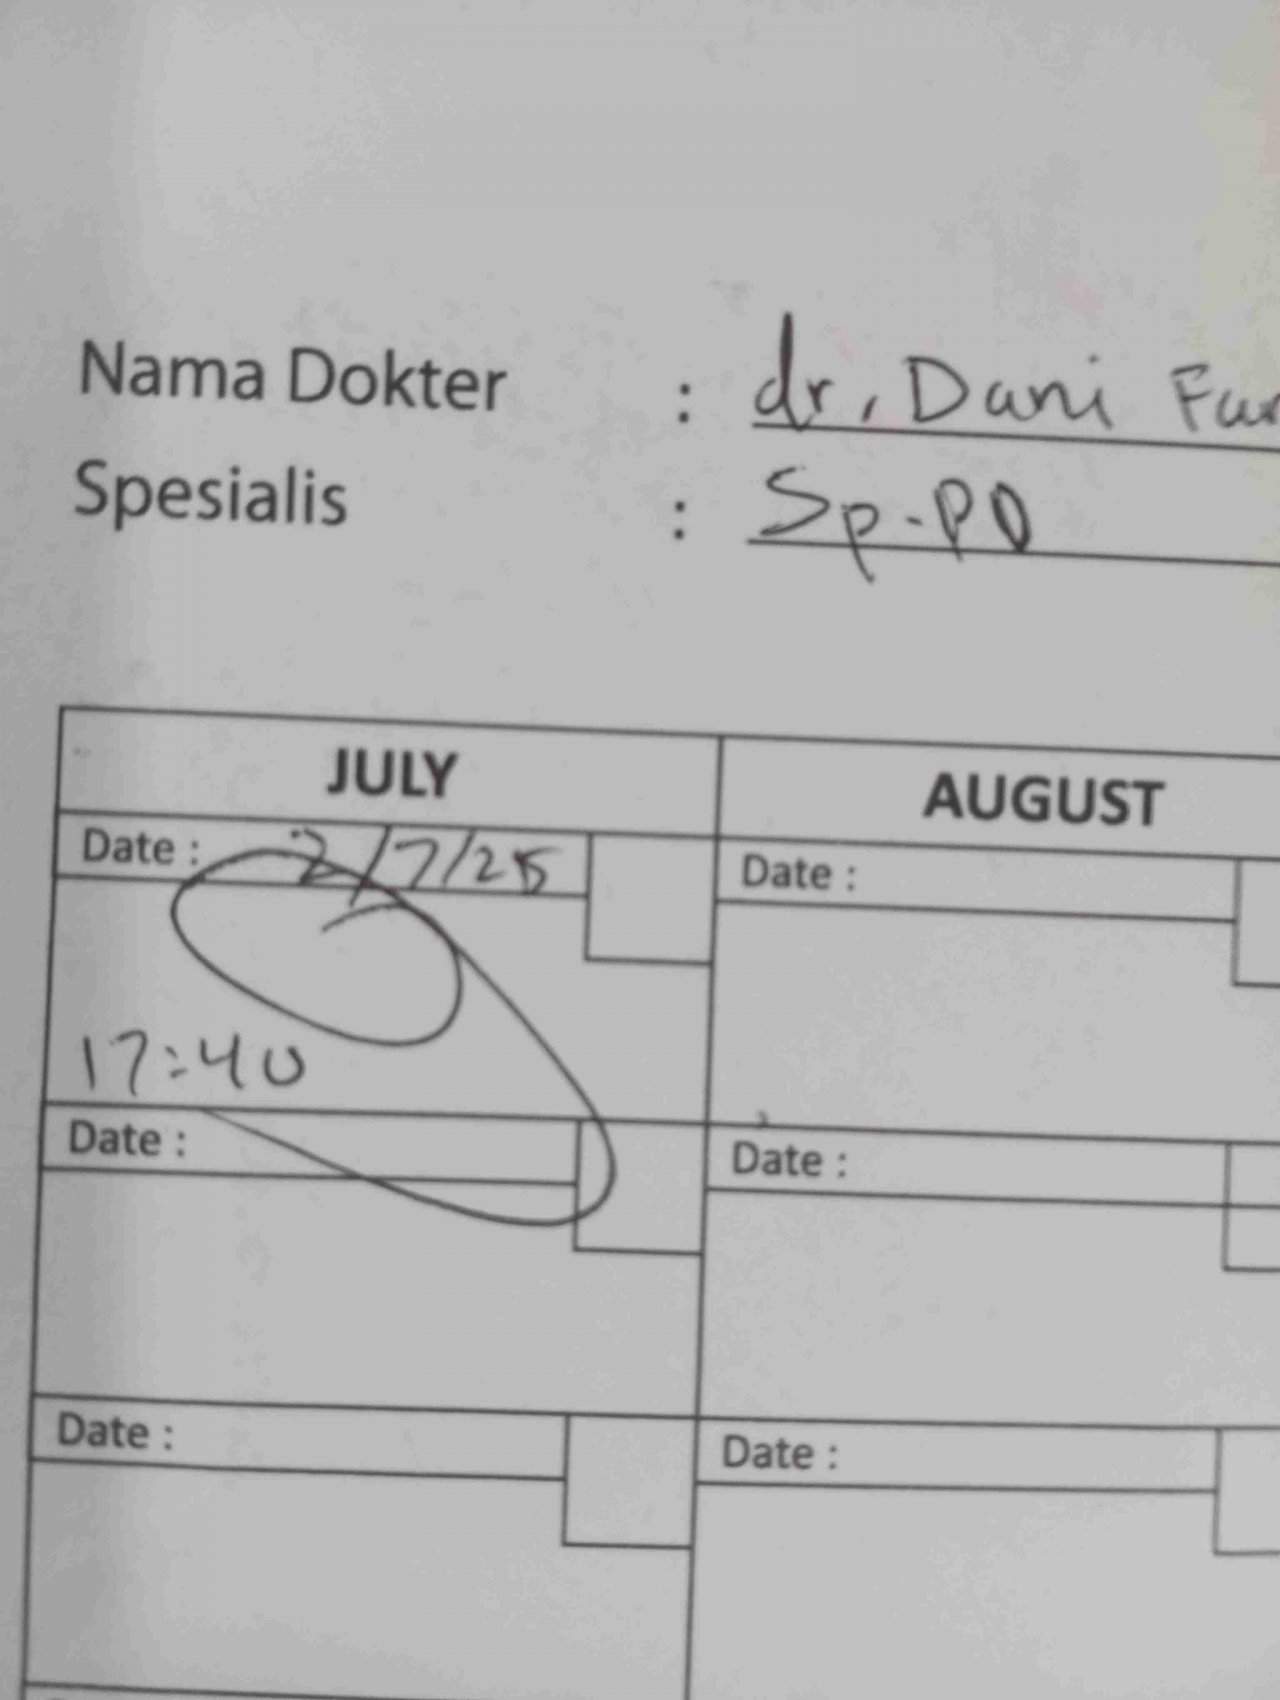 Nama Dokter : dr. Dani
Spesialis : Sp.PD
JULY AUGUST
Date : 2/7/25 Date :
17:40
Date : Date :
Date : Date :